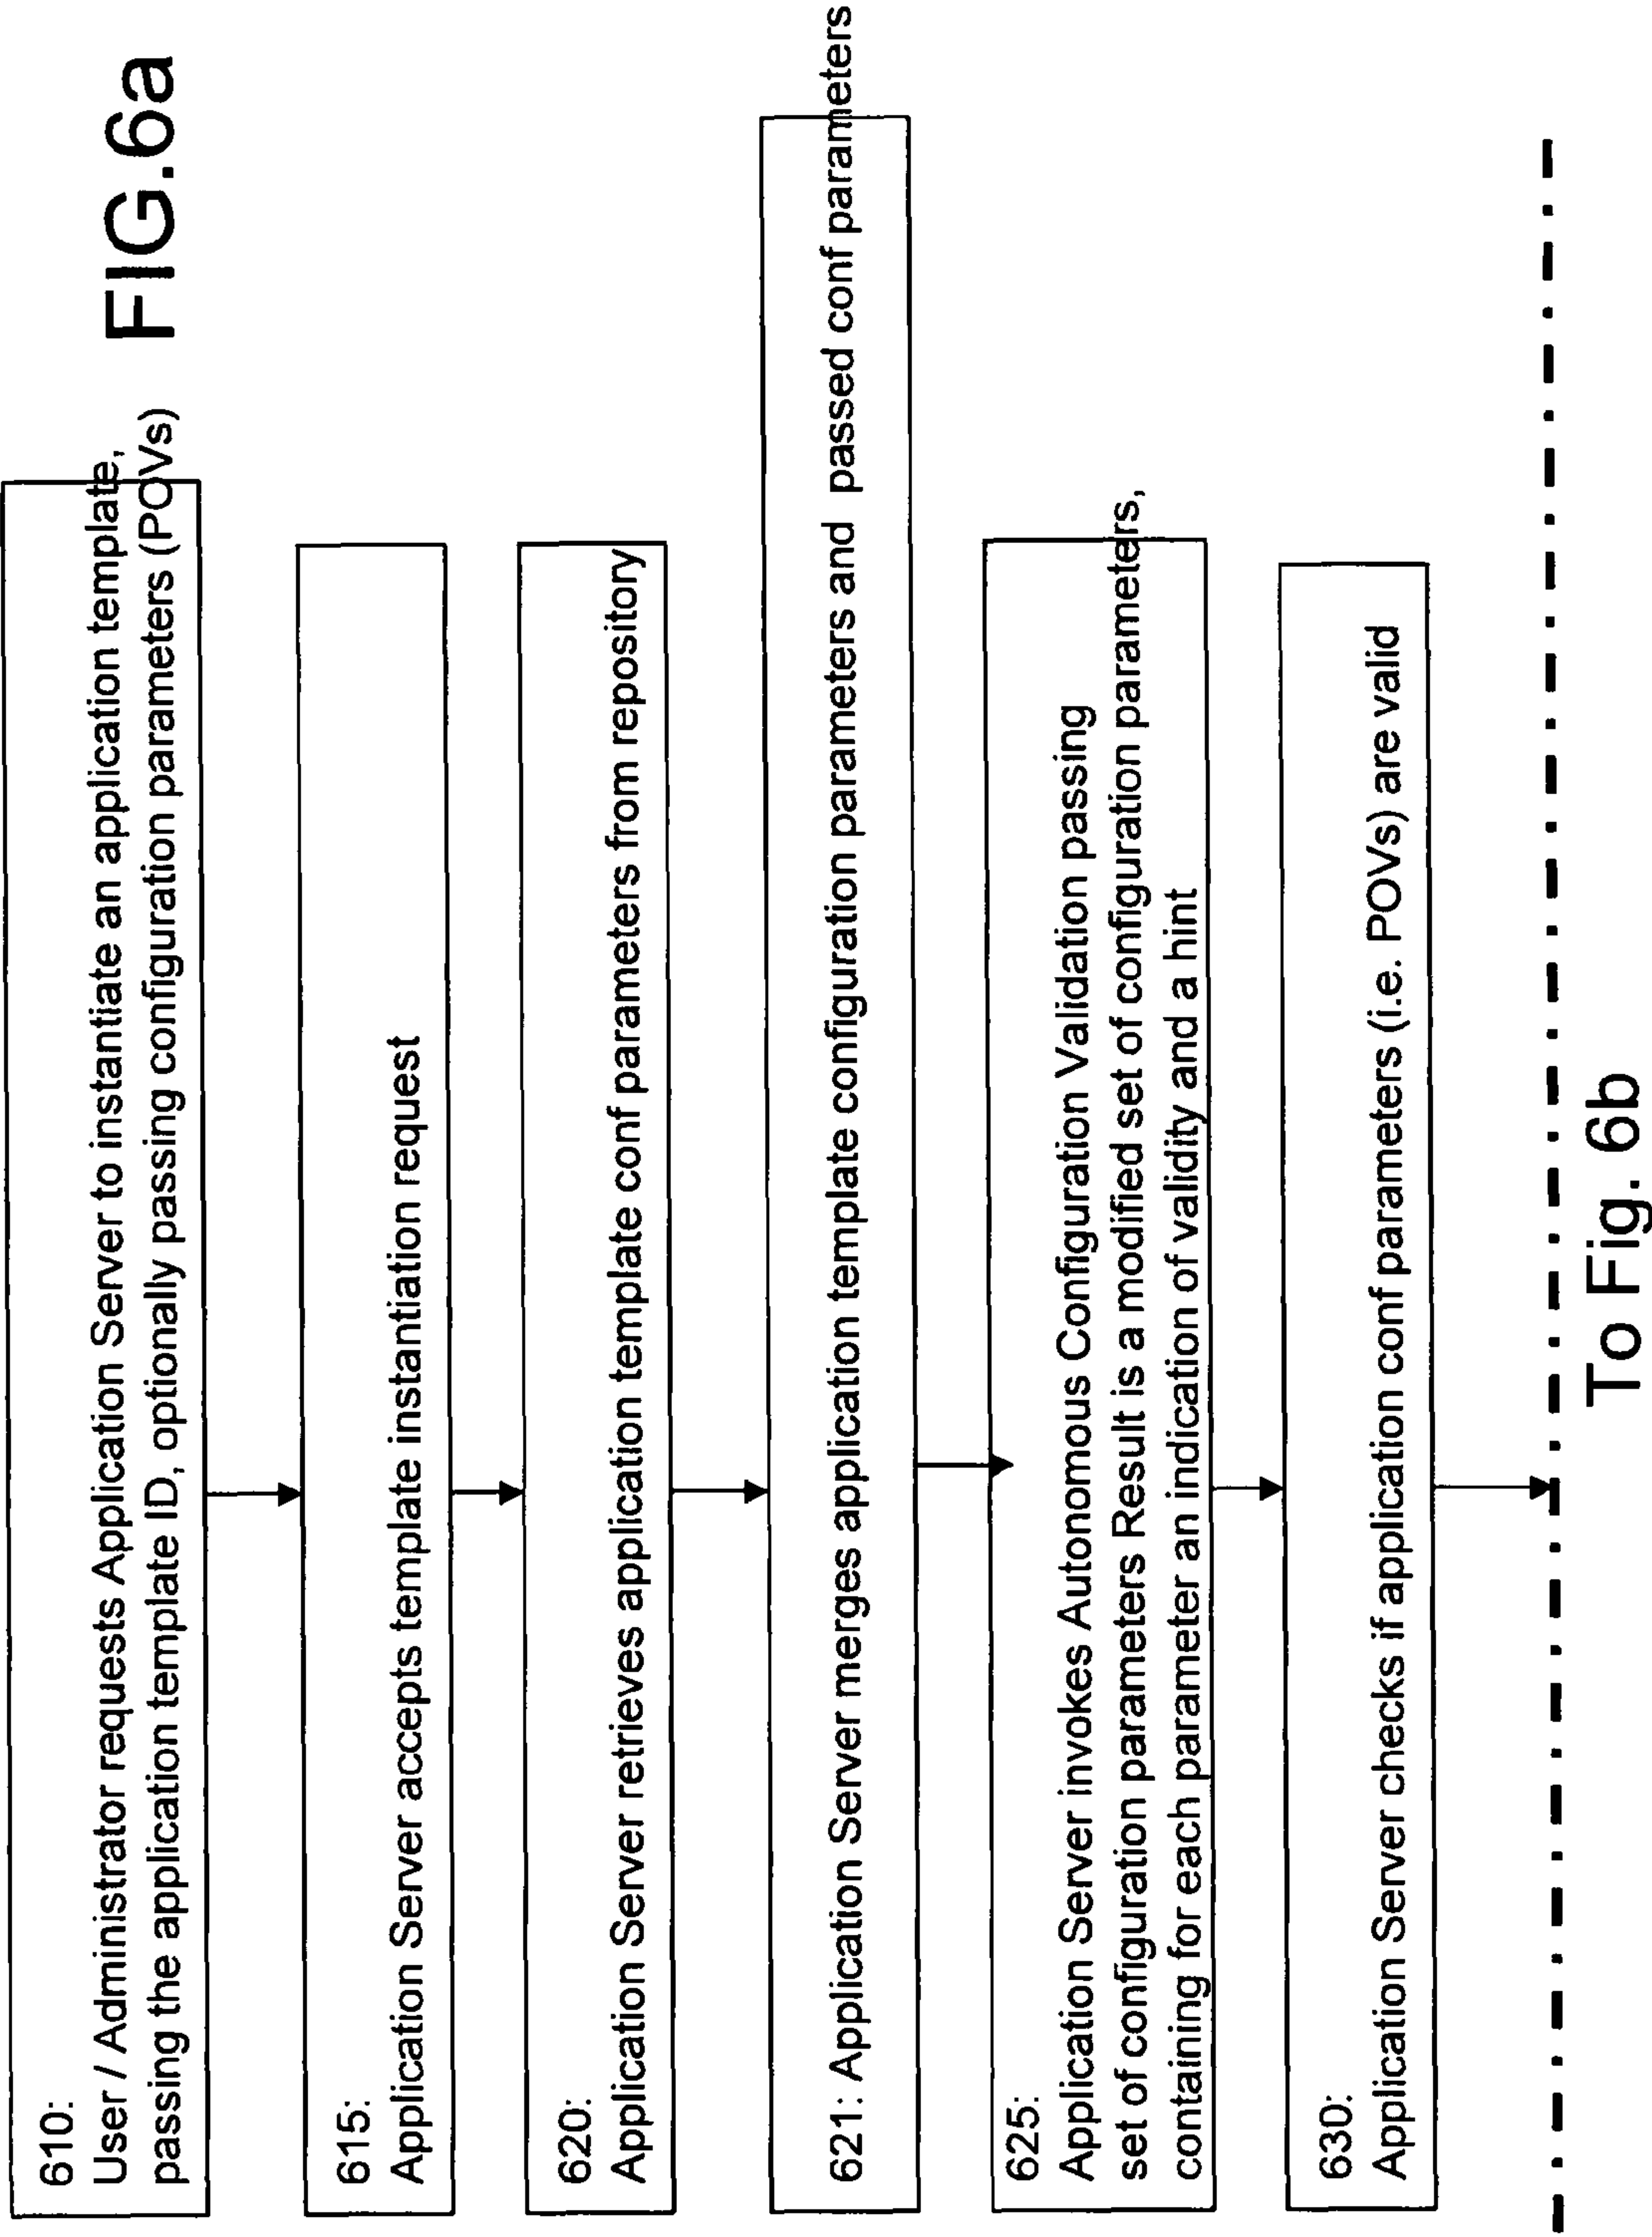 FIG.6a
610:
User / Administrator requests Application Server to instantiate an application template,
passing the application template ID, optionally passing configuration parameters (POVs)
615:
Application Server accepts template instantiation request
620:
Application Server retrieves application template conf parameters from repository
621: Application Server merges application template configuration parameters and passed conf parameters
625:
Application Server invokes Autonomous Configuration Validation passing
set of configuration parameters Result is a modified set of configuration parameters,
containing for each parameter an indication of validity and a hint
630:
Application Server checks if application conf parameters (i.e. POVs) are valid
To Fig. 6b